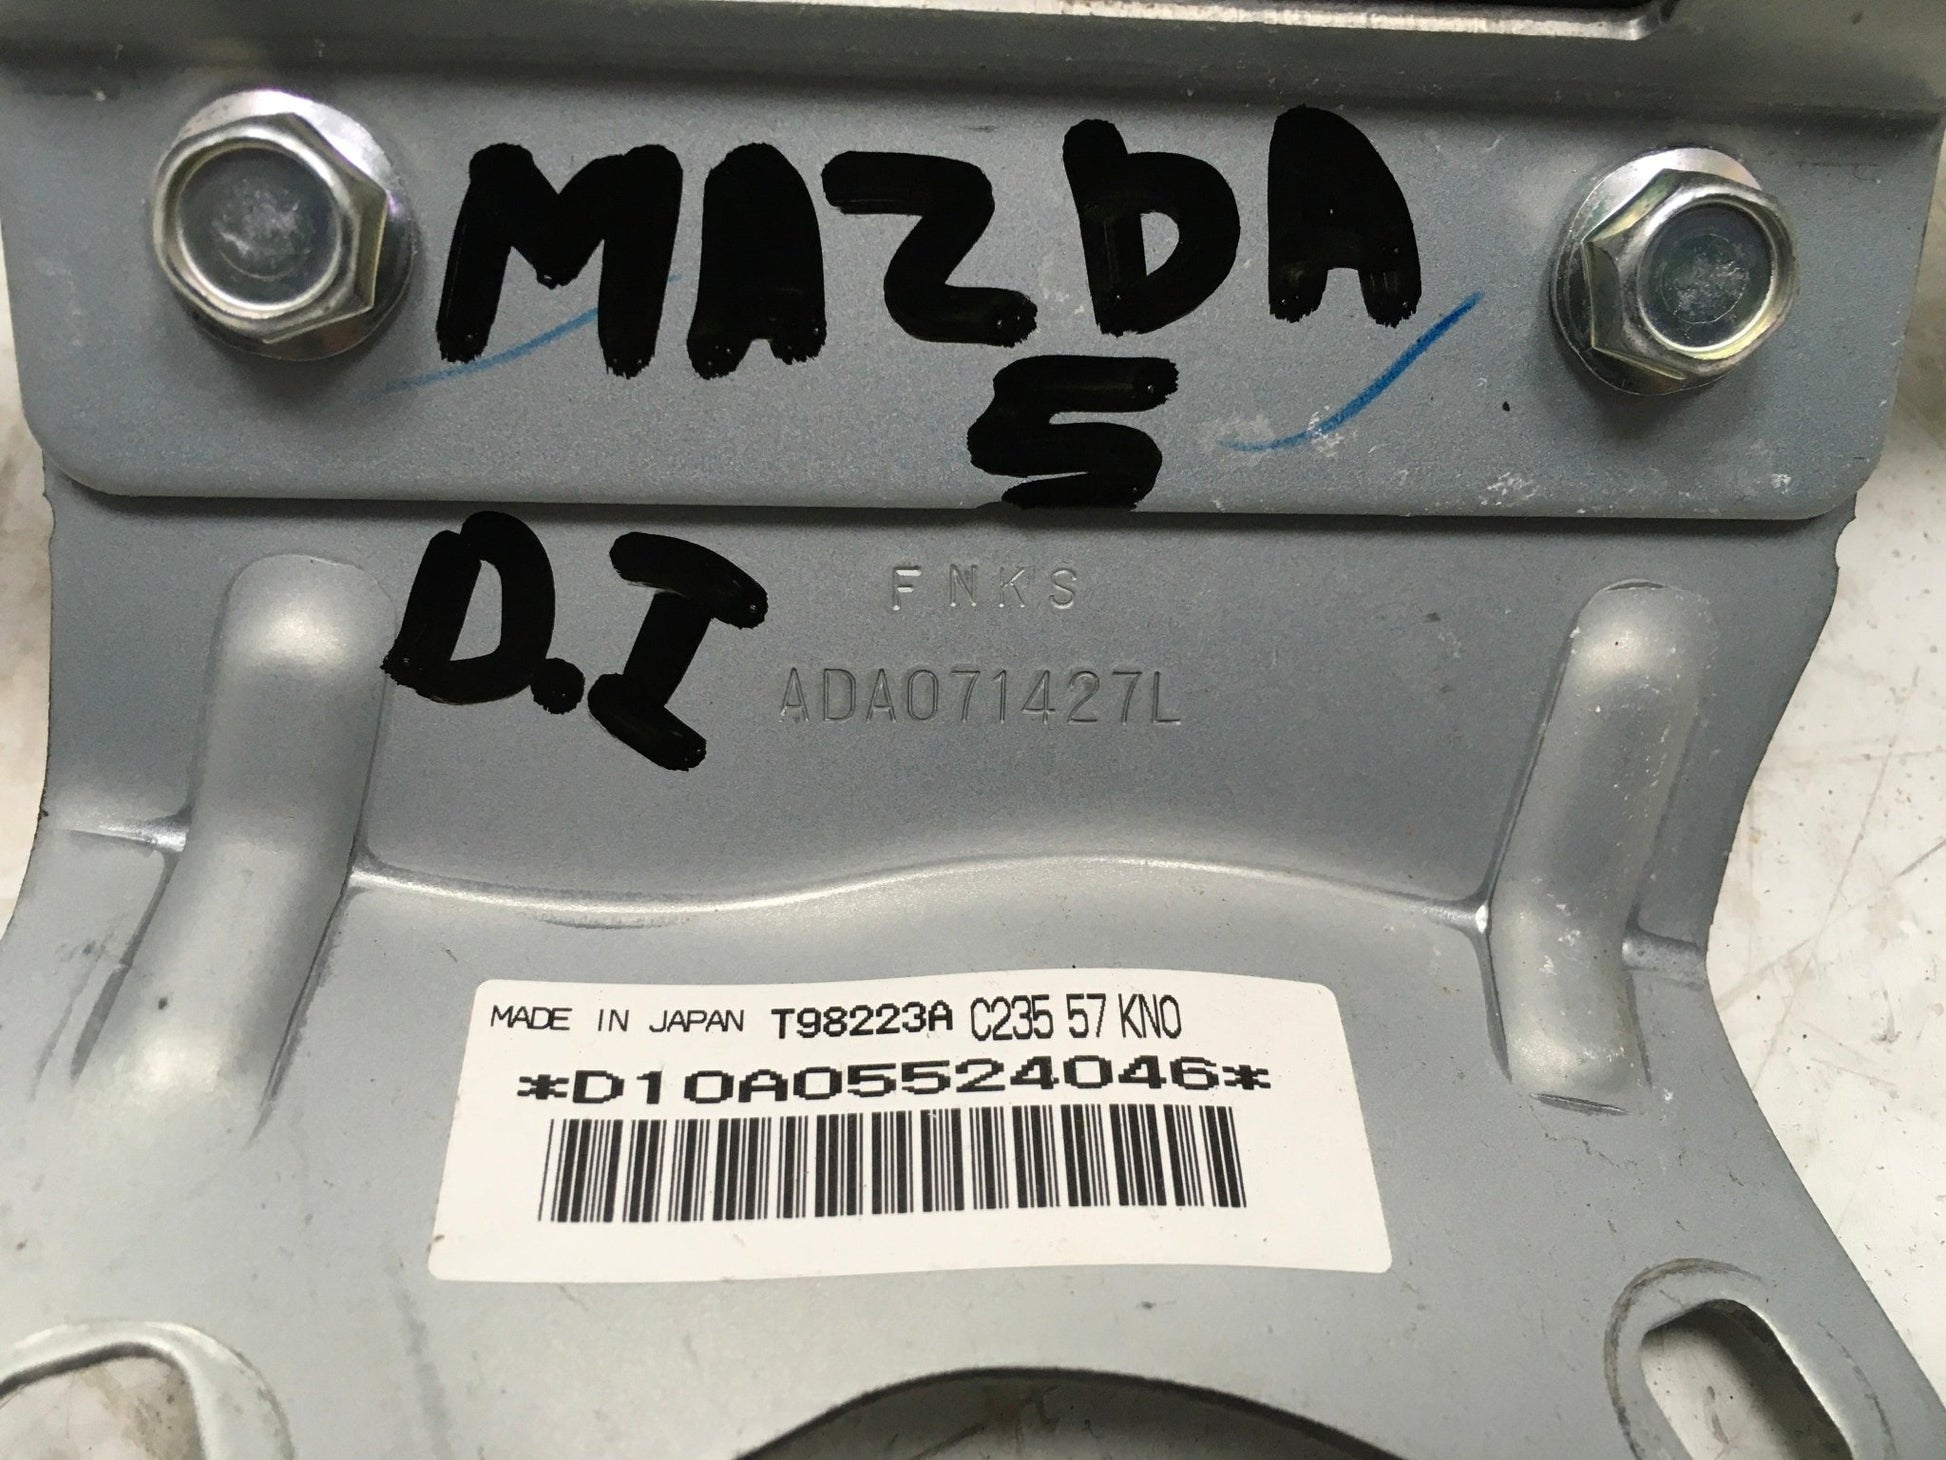 MAZDA
5
D.I
FNKS
ADA071427L
MADE IN JAPAN T98223A C235 57 KN0
*D10A05524046*